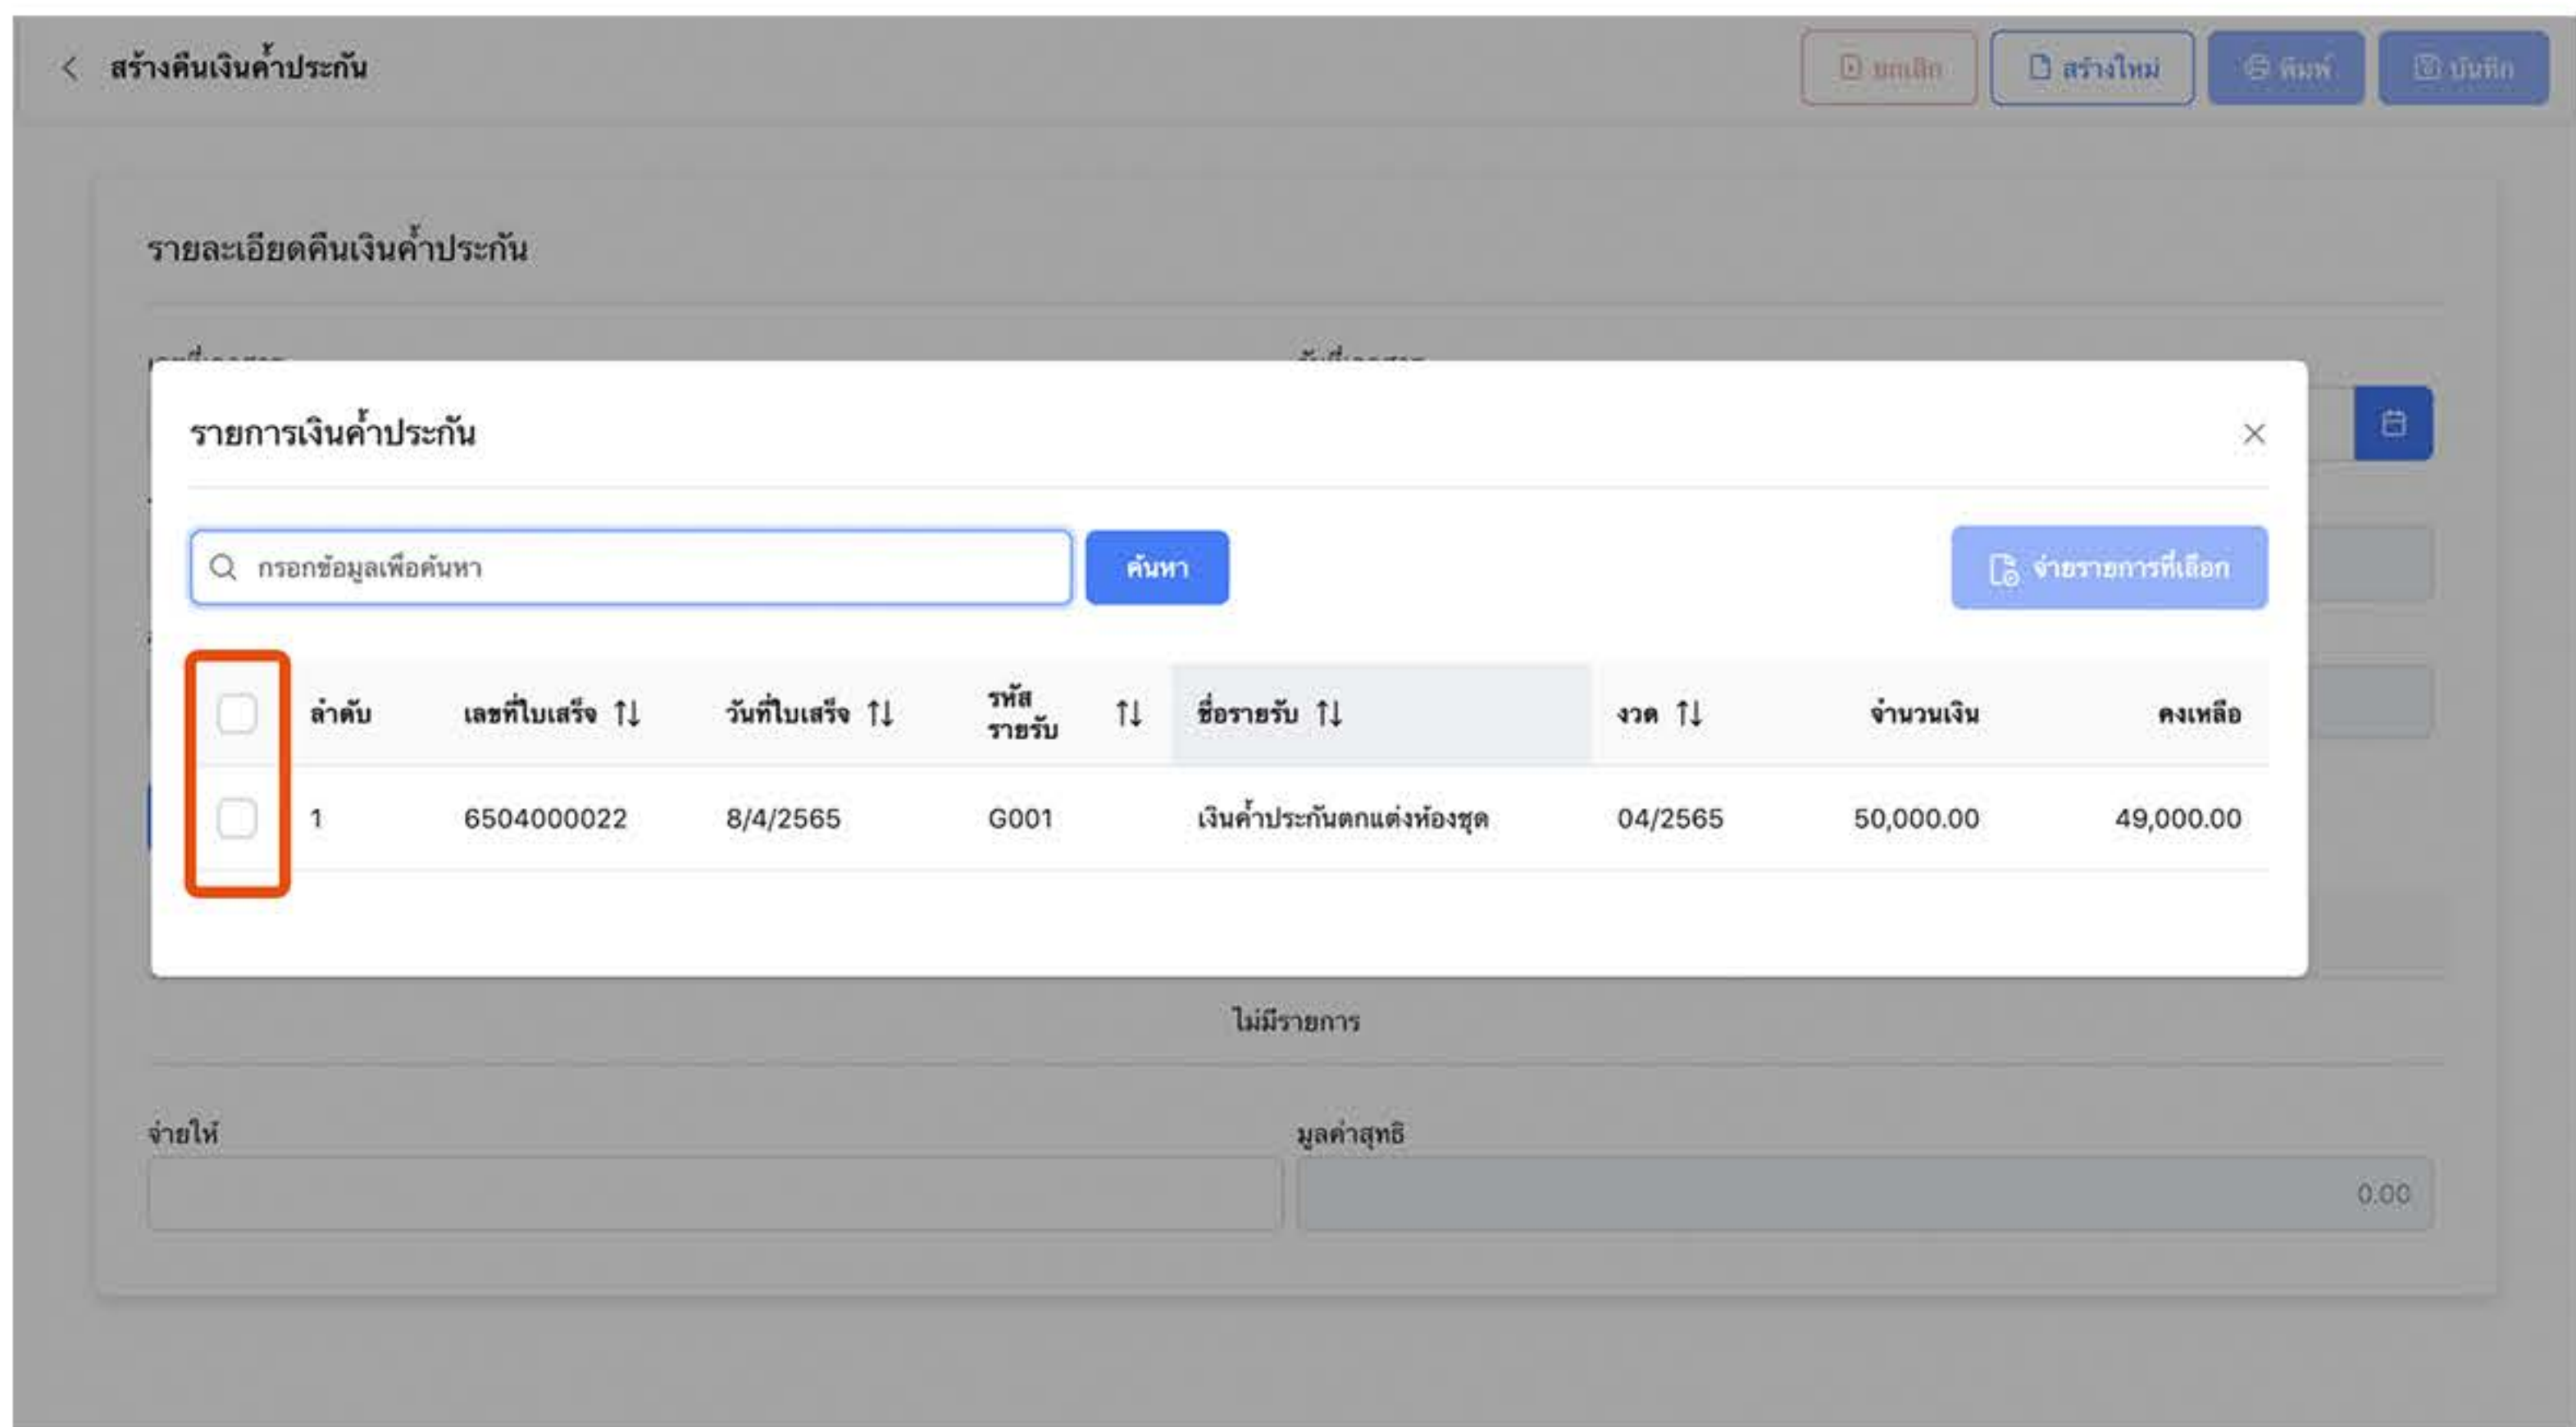 สร้างคืนเงินค้ำประกัน
ยกเลิก สร้างใหม่ พิมพ์ บันทึก
รายละเอียดคืนเงินค้ำประกัน
รายการเงินค้ำประกัน
กรอกข้อมูลเพื่อค้นหา ค้นหา จ่ายรายการที่เลือก
ลำดับ เลขที่ใบเสร็จ วันที่ใบเสร็จ รหัสรายรับ ชื่อรายรับ งวด จำนวนเงิน คงเหลือ
1 6504000022 8/4/2565 G001 เงินค้ำประกันตกแต่งห้องชุด 04/2565 50,000.00 49,000.00
ไม่มีรายการ
จ่ายให้ มูลค่าสุทธิ
0.00